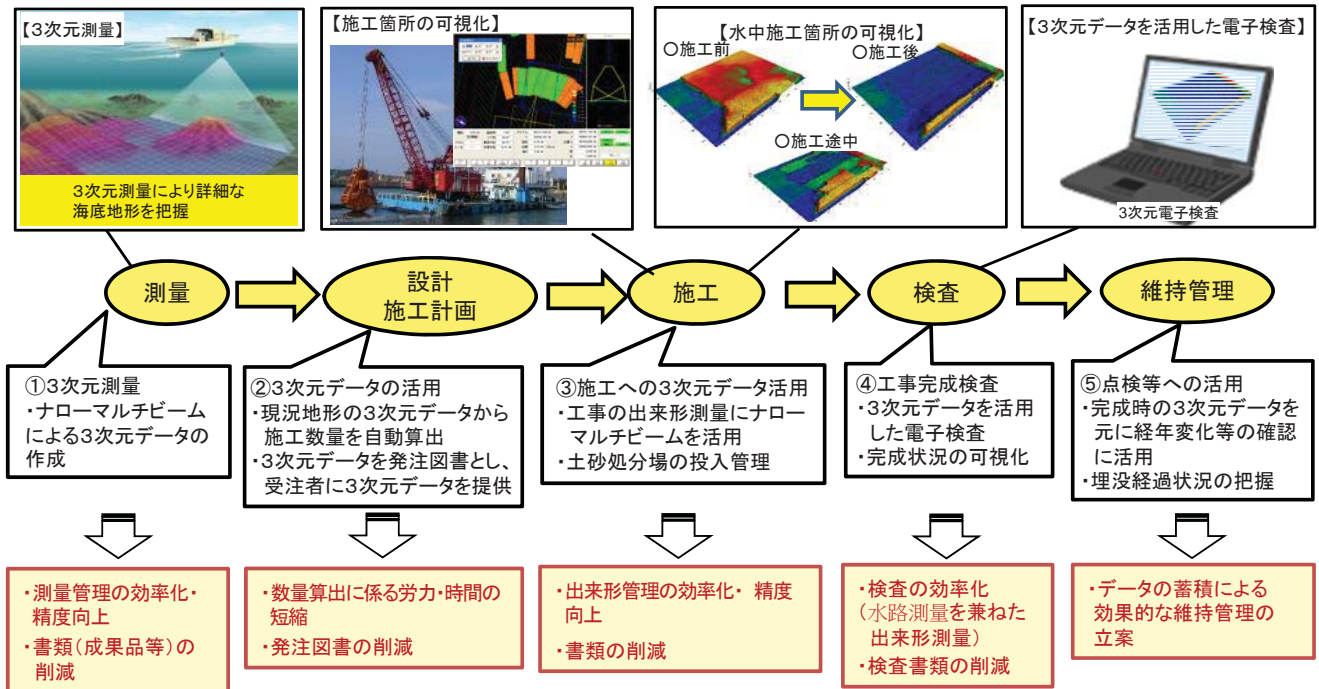 【3次元測量】
3次元測量により詳細な
海底地形を把握
【施工箇所の可視化】
【水中施工箇所の可視化】
○施工前
○施工後
○施工途中
【3次元データを活用した電子検査】
3次元電子検査
測量
設計
施工計画
施工
検査
維持管理
①3次元測量
・ナローマルチビーム
による3次元データの
作成
②3次元データの活用
・現況地形の3次元データから
施工数量を自動算出
・3次元データを発注図書とし、
受注者に3次元データを提供
③施工への3次元データ活用
・工事の出来形測量にナロー
マルチビームを活用
・土砂処分場の投入管理
④工事完成検査
・3次元データを活用
した電子検査
・完成状況の可視化
⑤点検等への活用
・完成時の3次元データを
元に経年変化等の確認
に活用
・埋没経過状況の把握
・測量管理の効率化・
精度向上
・書類(成果品等)の
削減
・数量算出に係る労力・時間の
短縮
・発注図書の削減
・出来形管理の効率化・ 精度
向上
・書類の削減
・検査の効率化
(水路測量を兼ねた
出来形測量)
・検査書類の削減
・データの蓄積による
効果的な維持管理の
立案